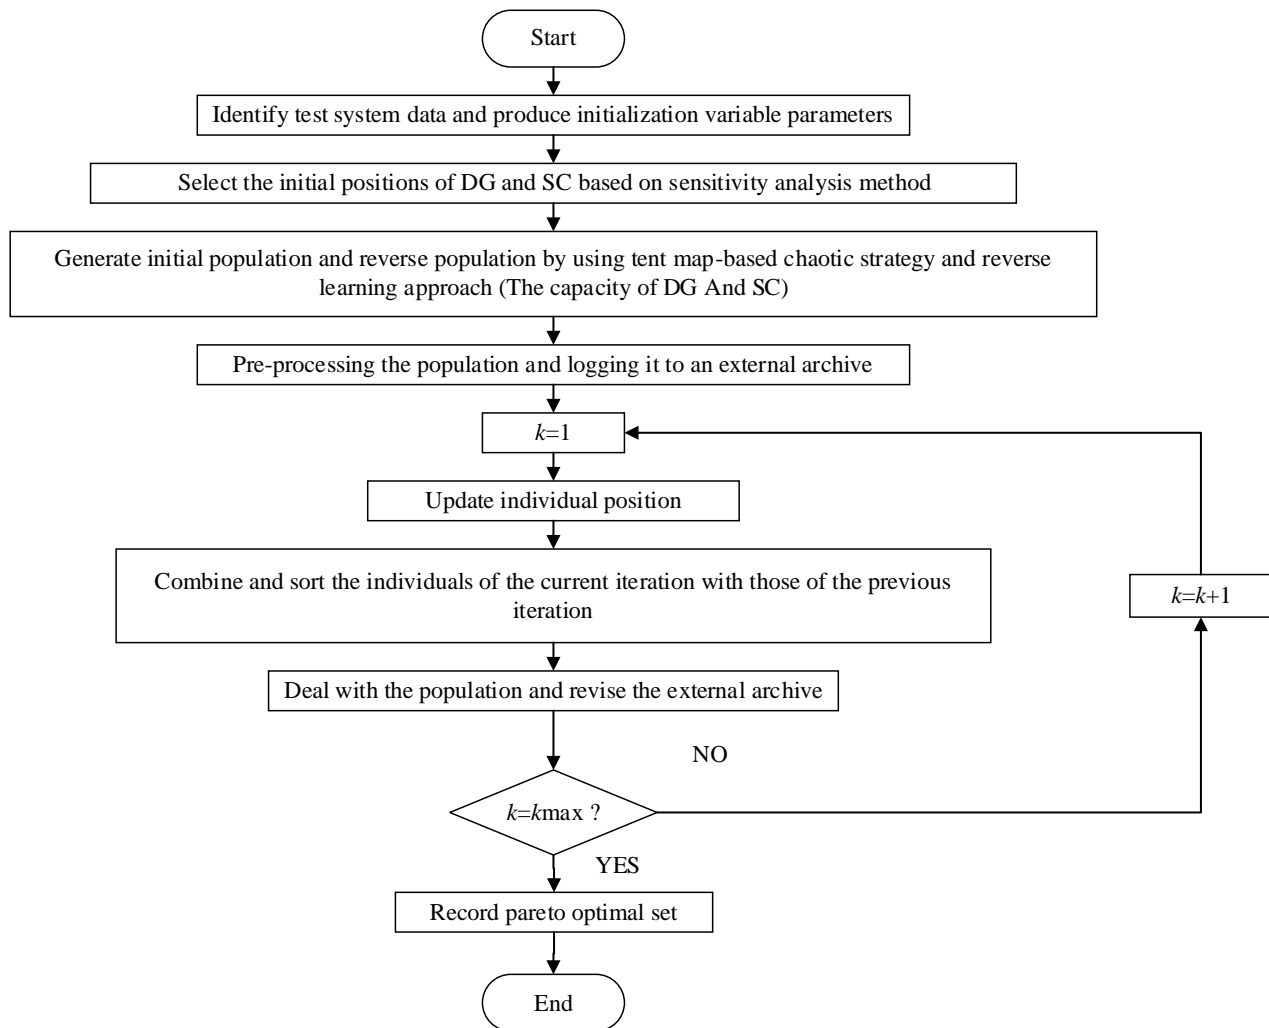 Start
Identify test system data and produce initialization variable parameters
Select the initial positions of DG and SC based on sensitivity analysis method
Generate initial population and reverse population by using tent map-based chaotic strategy and reverse
learning approach (The capacity of DG And SC)
Pre-processing the population and logging it to an external archive
k=1
Update individual position
Combine and sort the individuals of the current iteration with those of the previous
iteration
k=k+1
Deal with the population and revise the external archive
NO
k=kmax ?
YES
Record pareto optimal set
End